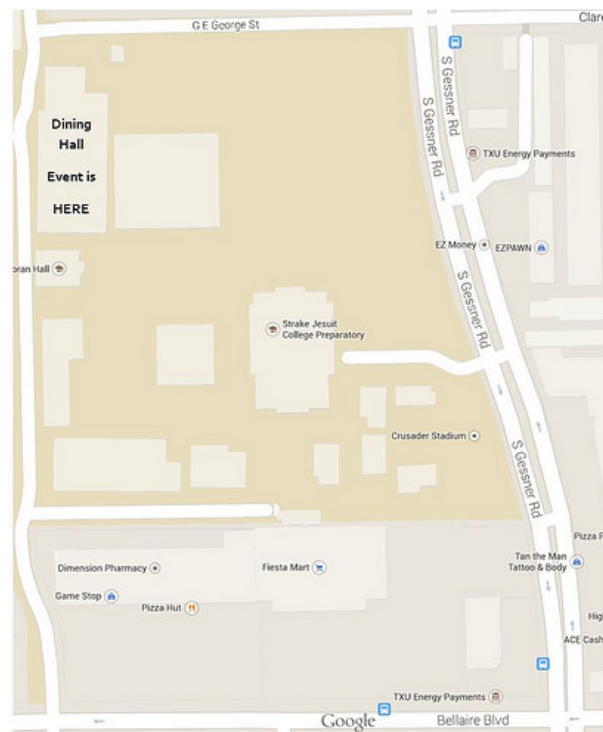 G E George St
Clare
S Gessner Rd
S Gessner Rd
Dining
Hall
Event is
HERE
TXU Energy Payments
EZ Money
EZPAWN
S Gessner Rd
oran Hall
Strake Jesuit
College Preparatory
Crusader Stadium
S Gessner Rd
Pizza P
Tan the Man
Tattoo & Body
Dimension Pharmacy
Fiesta Mart
Game Stop
Pizza Hut
High
ACE Cash
TXU Energy Payments
Google
Bellaire Blvd